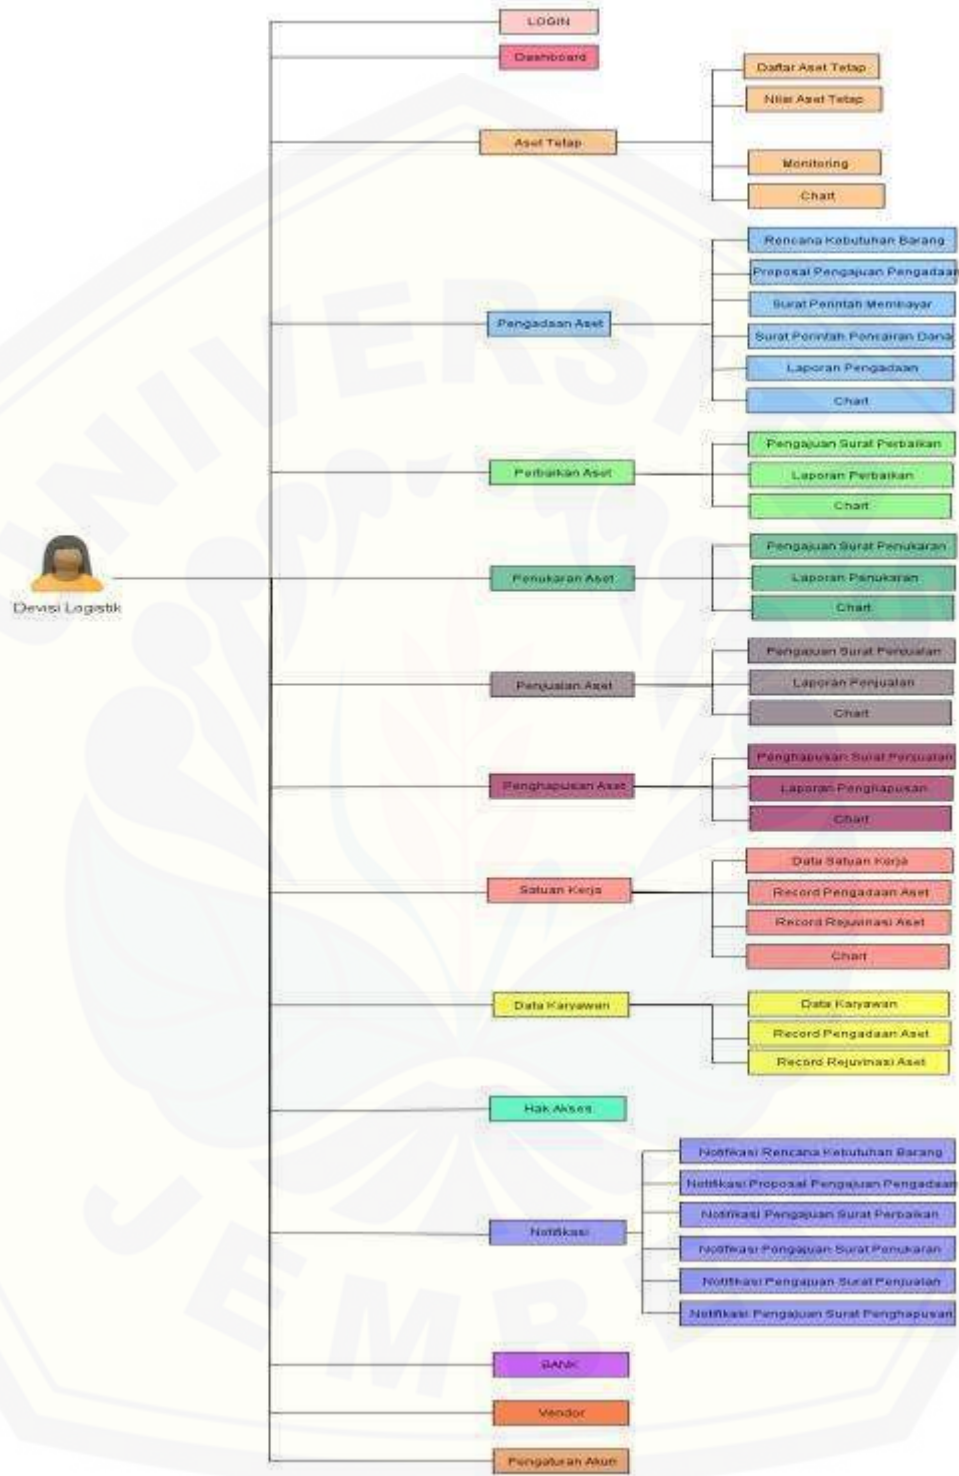 LOGIN
Dashboard
Aset Tetap
Daftar Aset Tetap
Nilai Aset Tetap
Monitoring
Chart
Pengadaan Aset
Rencana Kebutuhan Barang
Proposal Pengajuan Pengadaan
Surat Perintah Membayar
Surat Perintah Pencairan Dana
Laporan Pengadaan
Chart
Perbaikan Aset
Pengajuan Surat Perbaikan
Laporan Perbaikan
Chart
Devisi Logistik
Penukaran Aset
Pengajuan Surat Penukaran
Laporan Penukaran
Chart
Penjualan Aset
Pengajuan Surat Penjualan
Laporan Penjualan
Chart
Penghapusan Aset
Penghapusan Surat Penjualan
Laporan Penghapusan
Chart
Satuan Kerja
Data Satuan Kerja
Record Pengadaan Aset
Record Rejuvinasi Aset
Chart
Data Karyawan
Data Karyawan
Record Pengadaan Aset
Record Rejuvinasi Aset
Hak Akses
Notifikasi
Notifikasi Rencana Kebutuhan Barang
Notifikasi Proposal Pengajuan Pengadaan
Notifikasi Pengajuan Surat Perbaikan
Notifikasi Pengajuan Surat Penukaran
Notifikasi Pengajuan Surat Penjualan
Notifikasi Pengajuan Surat Penghapusan
BANK
Vendor
Pengaturan Akun
UNIVERSITAS
JEMBER